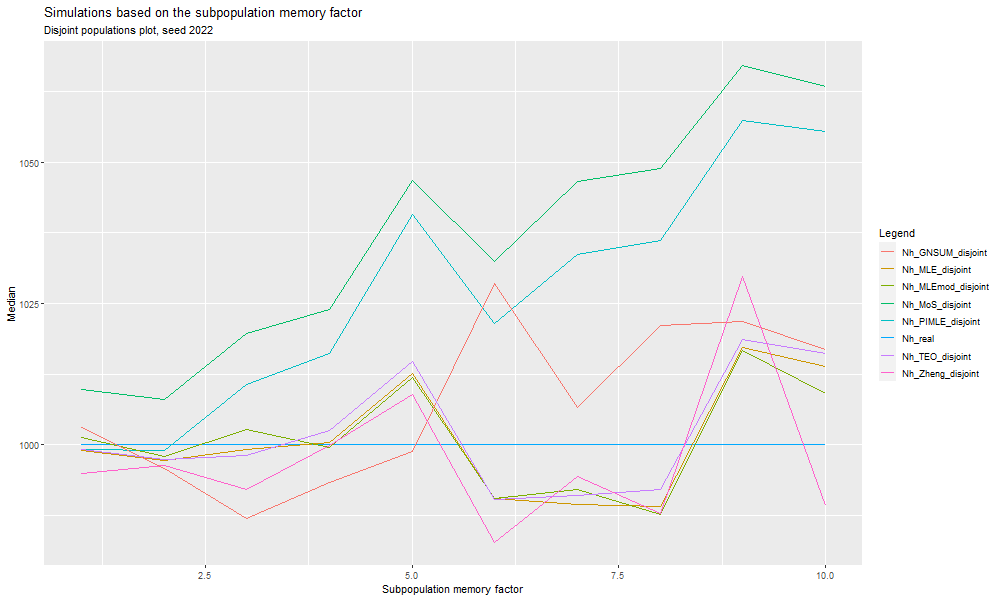 Simulations based on the subpopulation memory factor
Disjoint populations plot, seed 2022
1050
1025
1000
Median
2.5
5.0
7.5
10.0
Subpopulation memory factor
Legend
Nh_GNSUM_disjoint
Nh_MLE_disjoint
Nh_MLEmod_disjoint
Nh_MoS_disjoint
Nh_PIMLE_disjoint
Nh_real
Nh_TEO_disjoint
Nh_Zheng_disjoint